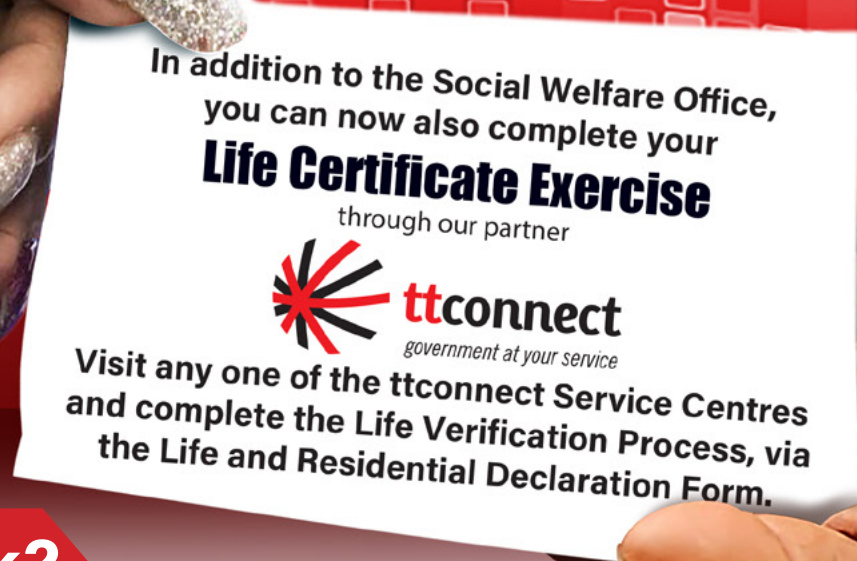 In addition to the Social Welfare Office,
you can now also complete your
Life Certificate Exercise
through our partner
ttconnect
government at your service
Visit any one of the ttconnect Service Centres
and complete the Life Verification Process, via
the Life and Residential Declaration Form.